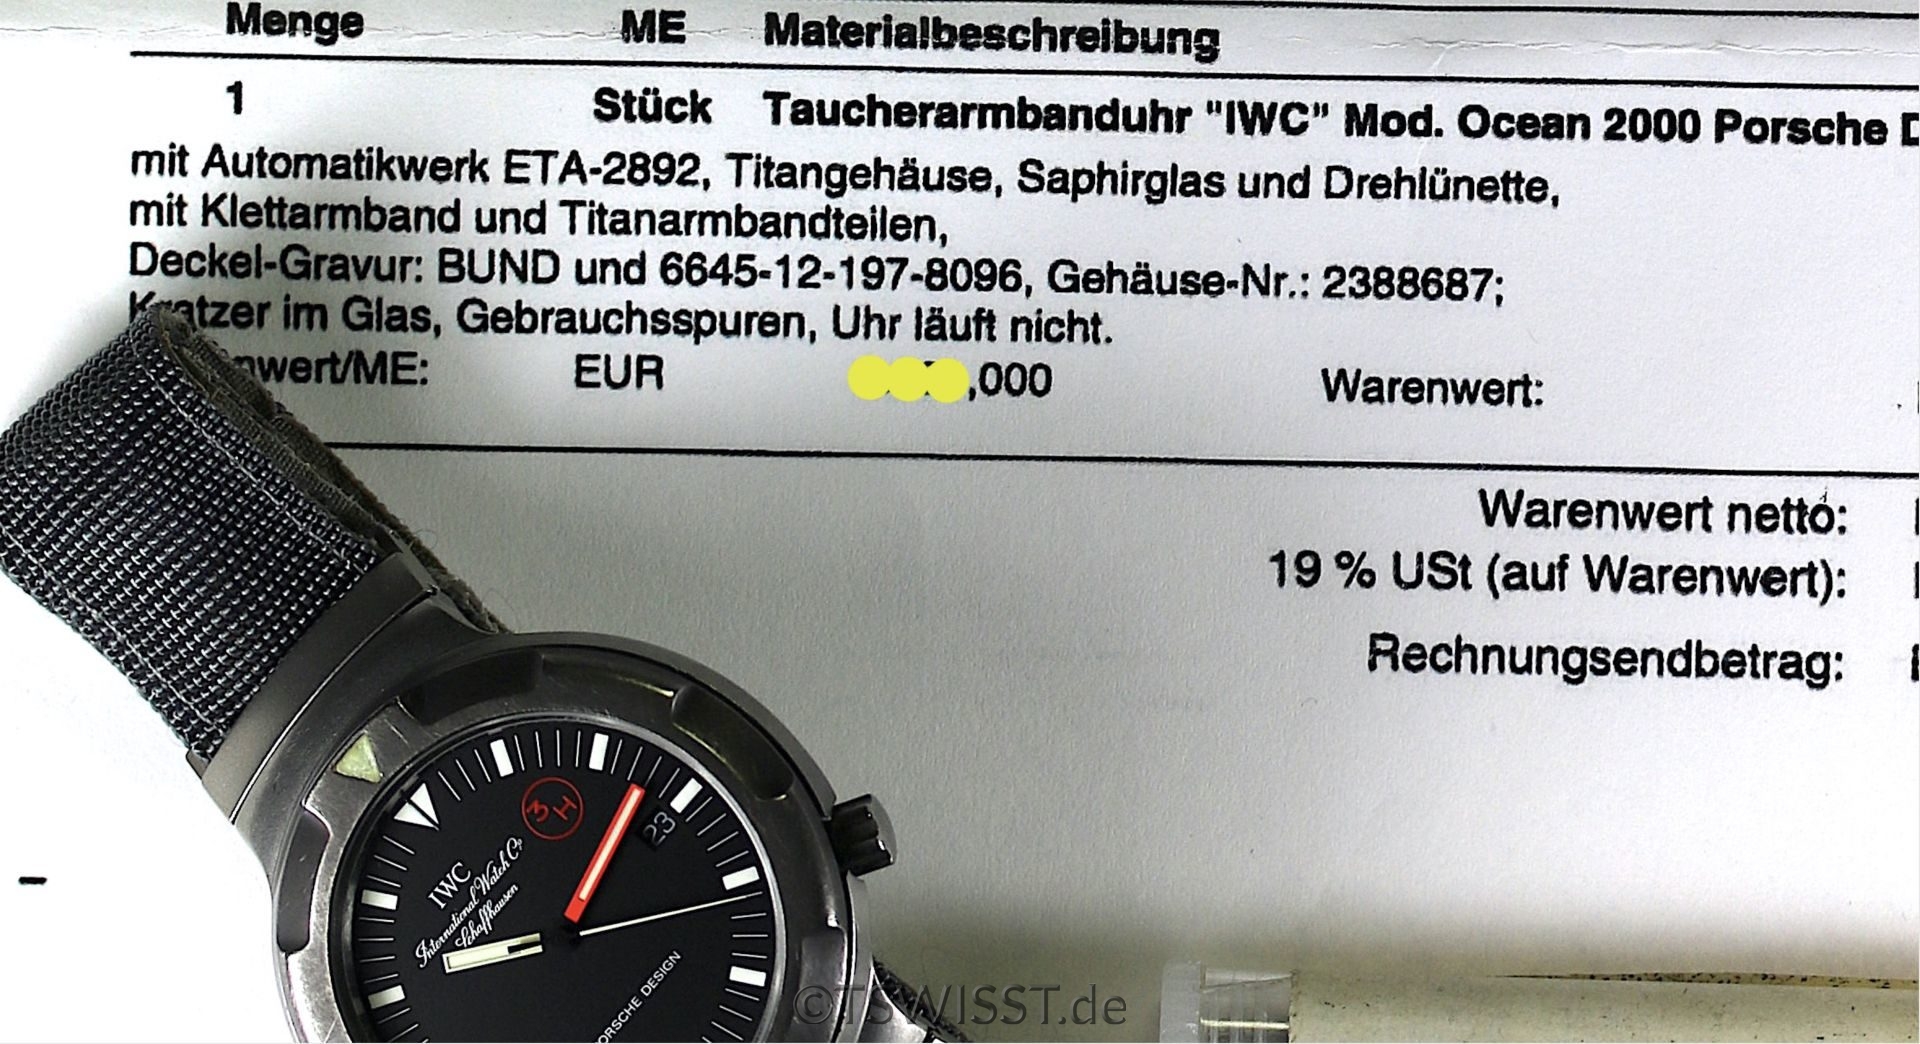 Menge ME Materialbeschreibung
1 Stück Taucherarmbanduhr "IWC" Mod. Ocean 2000 Porsche
mit Automatikwerk ETA-2892, Titangehäuse, Saphirglas und Drehlünette,
mit Klettarmband und Titanarmbandteilen,
Deckel-Gravur: BUND und 6645-12-197-8096, Gehäuse-Nr.: 2388687;
Kratzer im Glas, Gebrauchsspuren, Uhr läuft nicht.
nwert/ME: EUR ,000 Warenwert:
Warenwert netto:
19 % USt (auf Warenwert):
Rechnungsendbetrag:
3H
23
IWC
International Watch Co.
Schaffhausen
ORSCHE DESIGN
©TSWISST.de